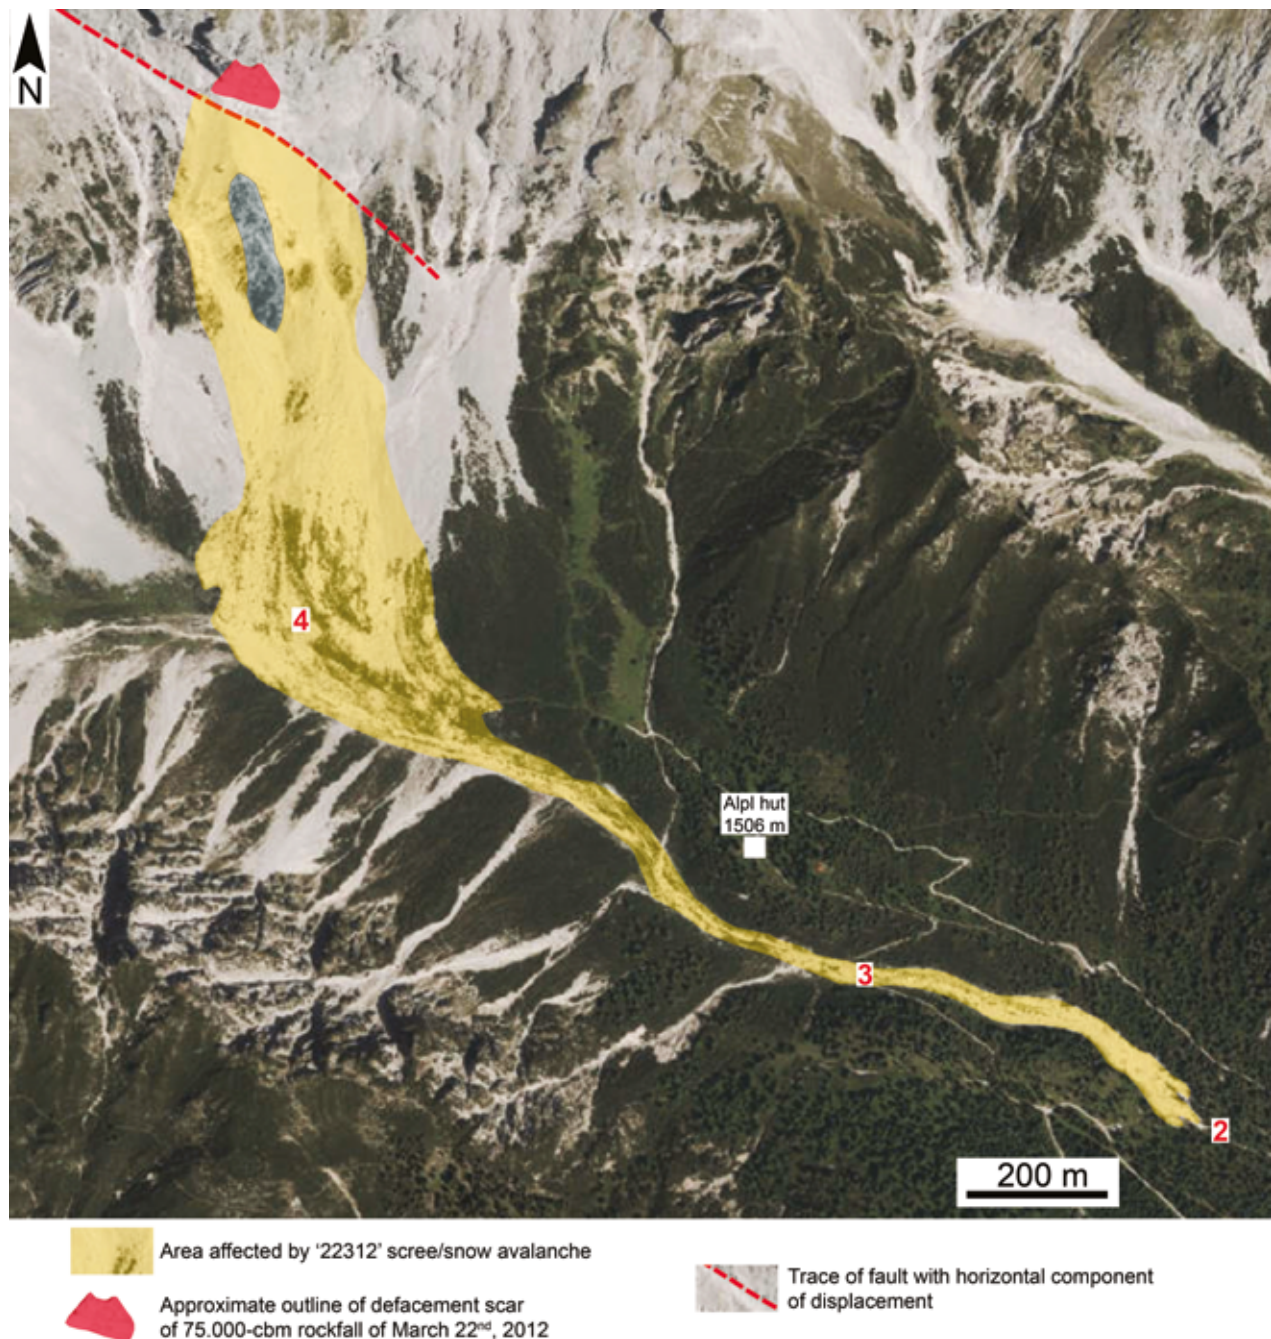 N
4
Alpl hut
1506 m
3
2
200 m
Area affected by ‘22312’ scree/snow avalanche
Approximate outline of defacement scar
of 75.000-cbm rockfall of March 22nd, 2012
Trace of fault with horizontal component
of displacement